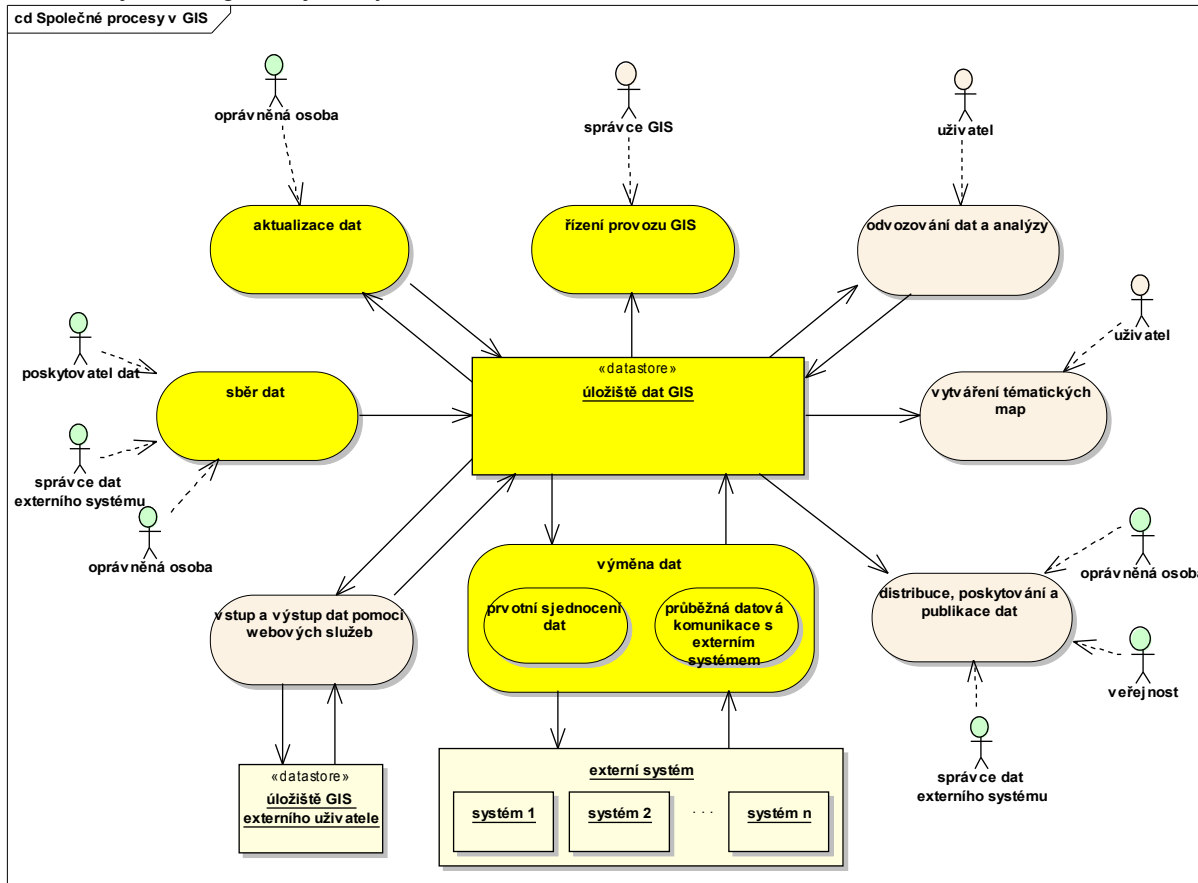 cd Společné procesy v GIS
oprávněná osoba
správce GIS
uživatel
aktualizace dat
řízení provozu GIS
odvozování dat a analýzy
poskytovatel dat
uživatel
«datastore»
úložiště dat GIS
sběr dat
vytváření tématických
map
správce dat
externího systému
oprávněná osoba
výměna dat
prvotní sjednocení
dat
průběžná datová
komunikace s
externím
systémem
oprávněná osoba
distribuce, poskytování a
publikace dat
vstup a výstup dat pomocí
webových služeb
veřejnost
«datastore»
úložiště GIS
externího uživatele
externí systém
systém 1
systém 2
. . .
systém n
správce dat
externího systému